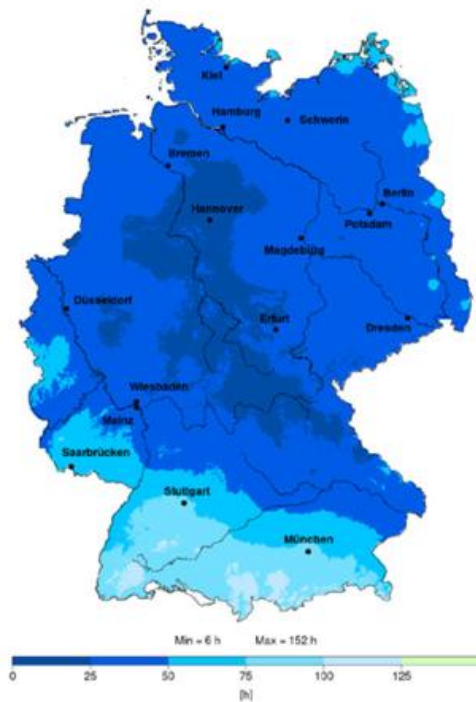 Kiel
Hamburg
Schwerin
Bremen
Hannover
Berlin
Potsdam
Magdeburg
Düsseldorf
Erfurt
Dresden
Wiesbaden
Mainz
Saarbrücken
Stuttgart
München
Min = 6 h Max = 152 h
0 25 50 75 100 125
[h]